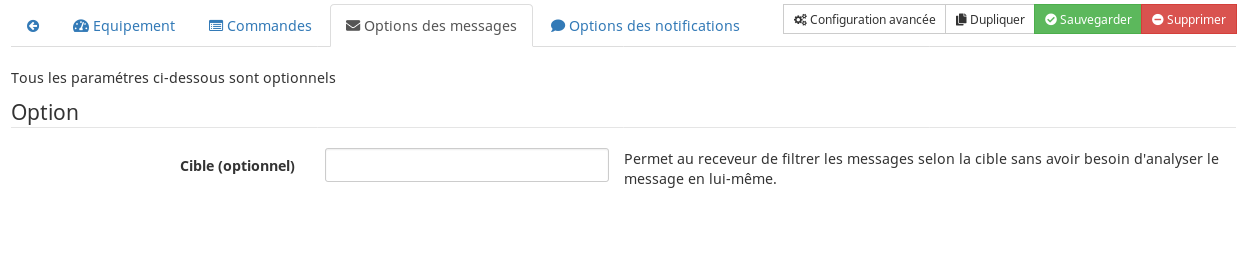 Equipement Commandes Options des messages Options des notifications Configuration avancée Dupliquer Sauvegarder Supprimer
Tous les paramétres ci-dessous sont optionnels
Option
Cible (optionnel)
Permet au receveur de filtrer les messages selon la cible sans avoir besoin d'analyser le
message en lui-même.